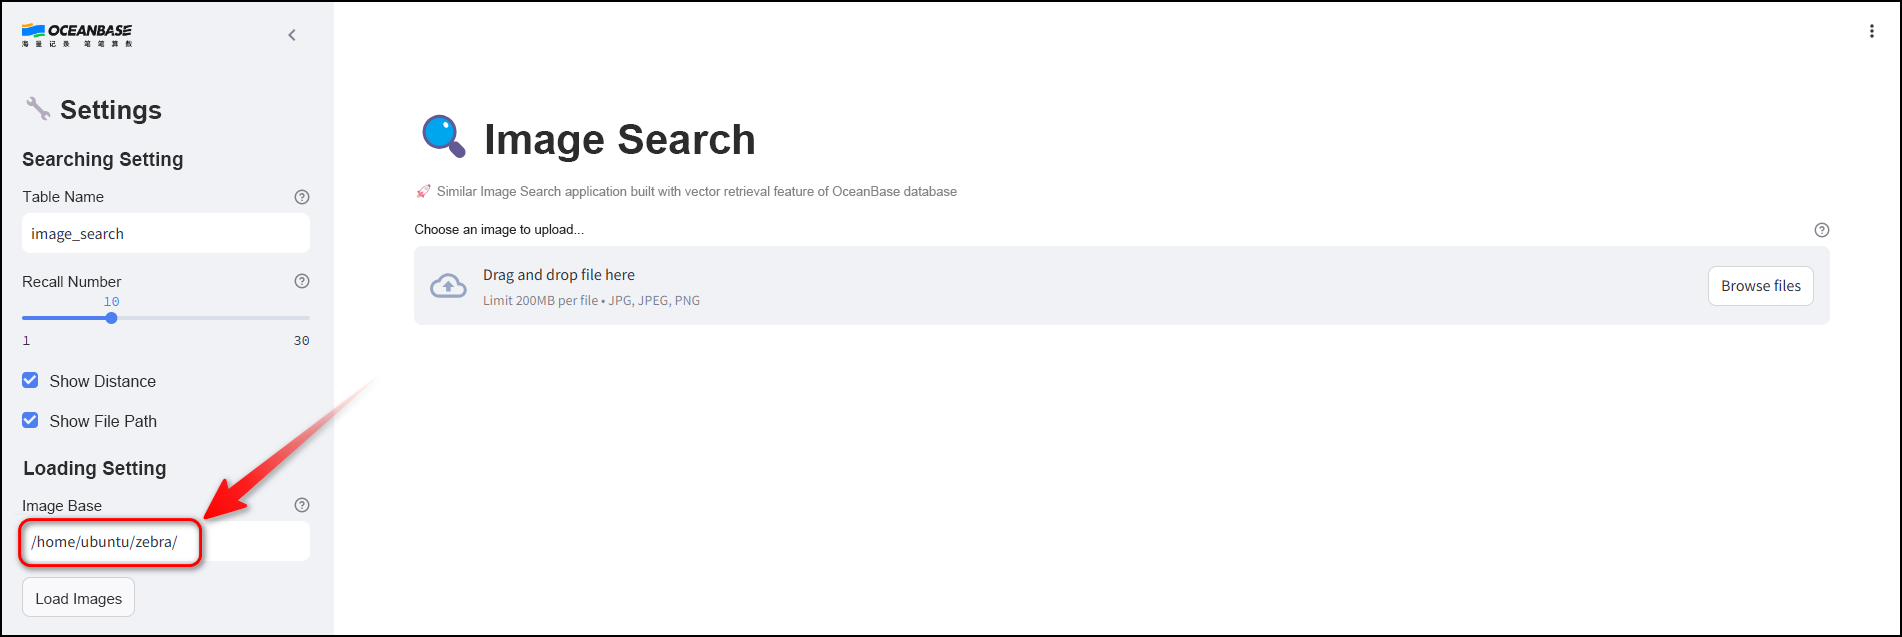 OCEANBASE
海量记录 笔笔算数
Settings
Searching Setting
Table Name
image_search
Recall Number
10
1
30
Show Distance
Show File Path
Loading Setting
Image Base
/home/ubuntu/zebra/
Load Images
Image Search
Similar Image Search application built with vector retrieval feature of OceanBase database
Choose an image to upload...
Drag and drop file here
Limit 200MB per file • JPG, JPEG, PNG
Browse files